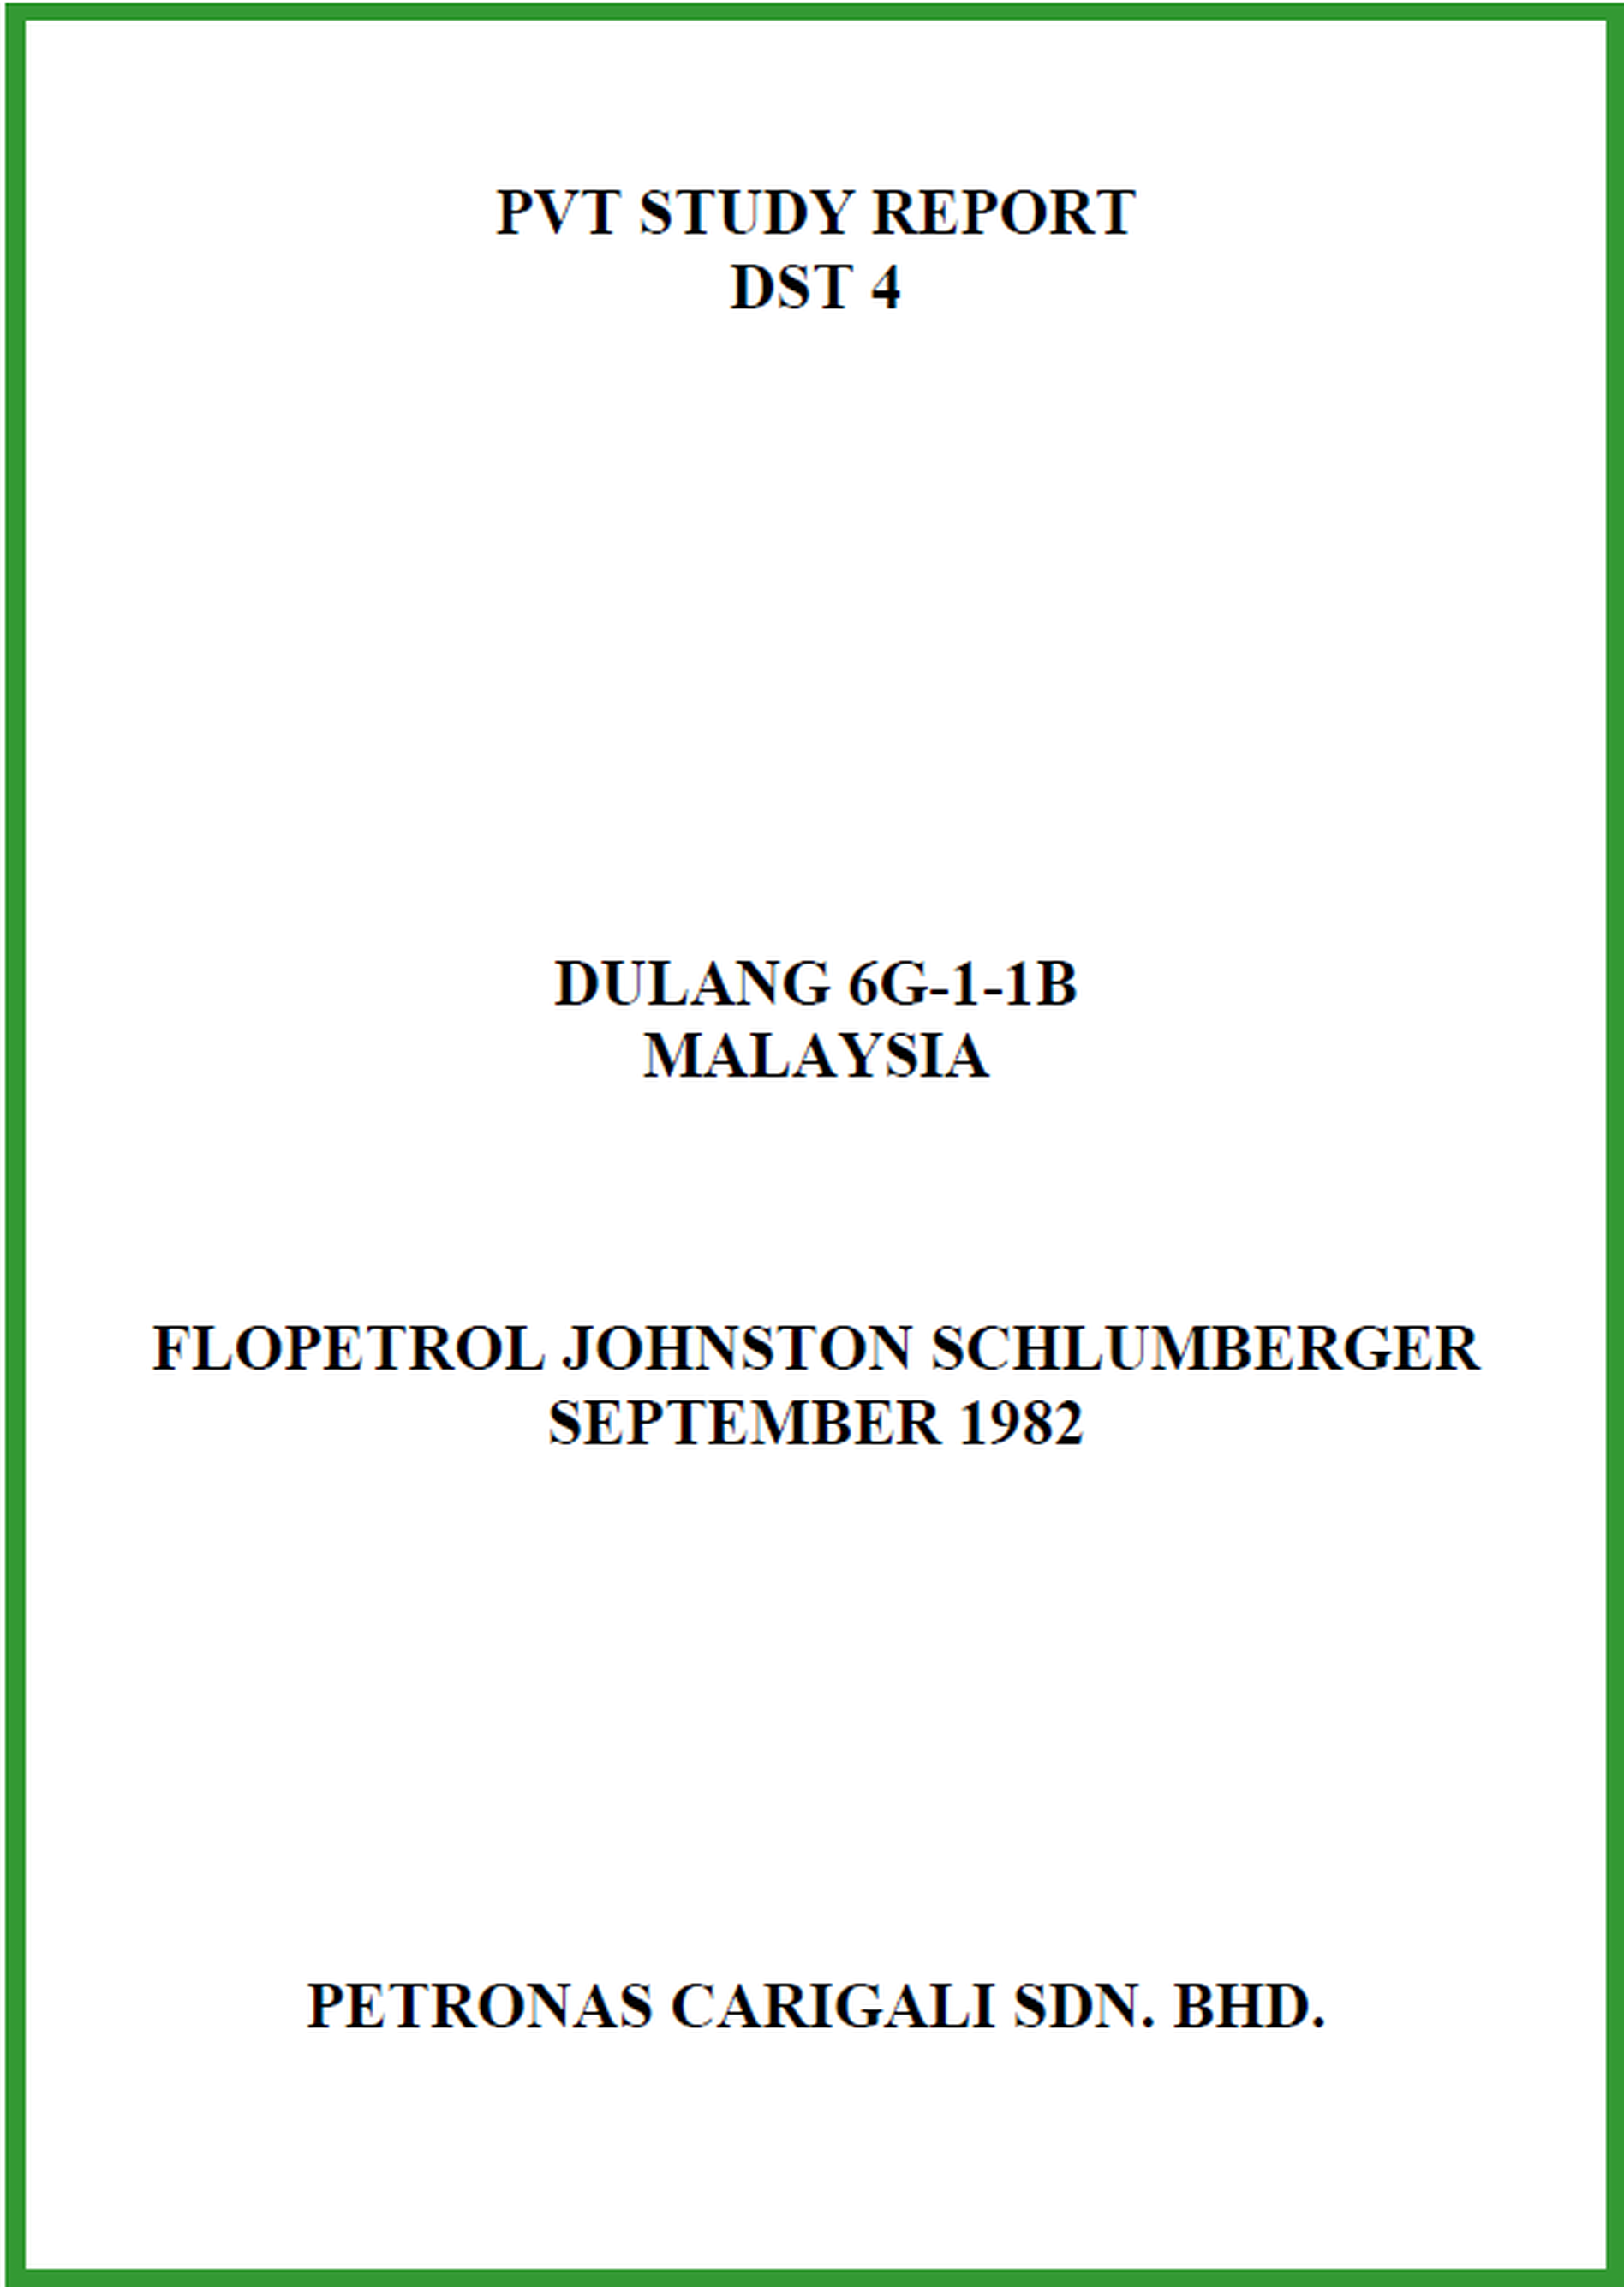 PVT STUDY REPORT
DST 4
DULANG 6G-1-1B
MALAYSIA
FLOPETROL JOHNSTON SCHLUMBERGER
SEPTEMBER 1982
PETRONAS CARIGALI SDN. BHD.